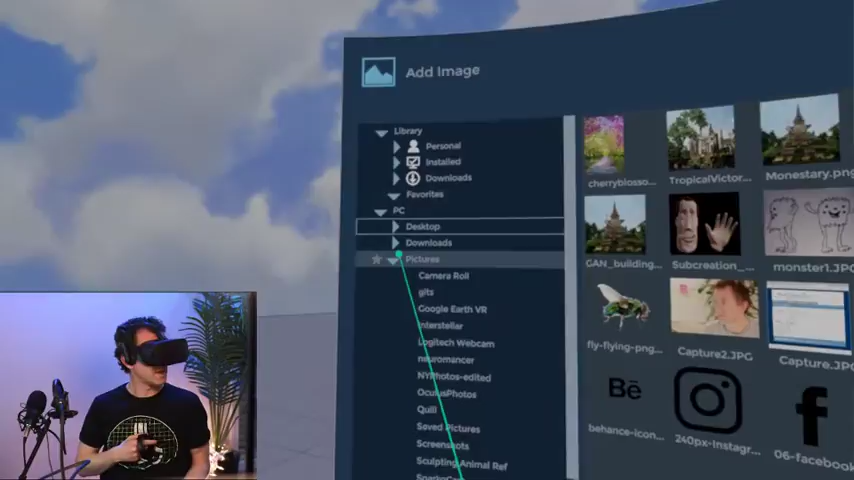 Add Image
Library
Personal
Installed
Downloads
Favorites
PC
Desktop
Downloads
Pictures
Camera Roll
gits
Google Earth VR
Interstellar
Logitech Webcam
neuromancer
NYPhotos-edited
OculusPhotos
Quill
Saved Pictures
Screenshots
Sculpting Animal Ref
cherryblosso...
TropicalVictor...
Monestary.png
GAN_building...
Subcreation_...
monster1.JPG
fly-flying-png...
Capture2.JPG
Capture.JPG
Bē
behance-icon...
240px-Instagr...
06-facebook